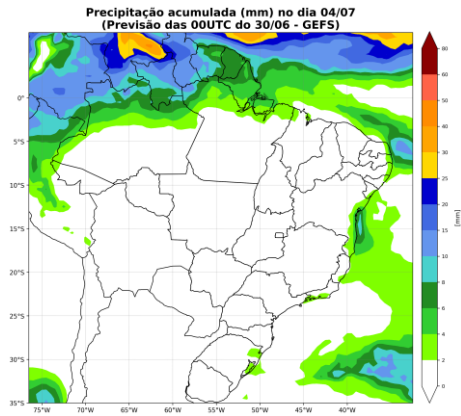 Precipitação acumulada (mm) no dia 04/07
(Previsão das 00UTC do 30/06 - GEFS)
0°
5°S
10°S
15°S
20°S
25°S
30°S
35°S
75°W
70°W
65°W
60°W
55°W
50°W
45°W
40°W
80
60
50
40
30
25
20
15
10
8
6
4
2
0
[mm]